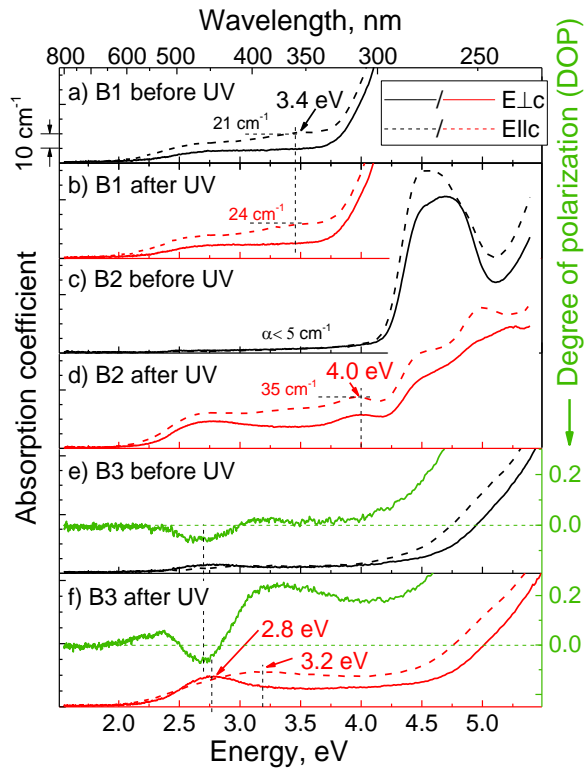 Wavelength, nm
800 600 500 400 350 300 250
a) B1 before UV
3.4 eV
21 cm⁻¹
10 cm⁻¹
E⊥c
E||c
b) B1 after UV
24 cm⁻¹
c) B2 before UV
α< 5 cm⁻¹
d) B2 after UV
4.0 eV
35 cm⁻¹
e) B3 before UV
0.2
0.0
f) B3 after UV
2.8 eV
3.2 eV
0.2
0.0
2.0 2.5 3.0 3.5 4.0 4.5 5.0
Energy, eV
Absorption coefficient
Degree of polarization (DOP)